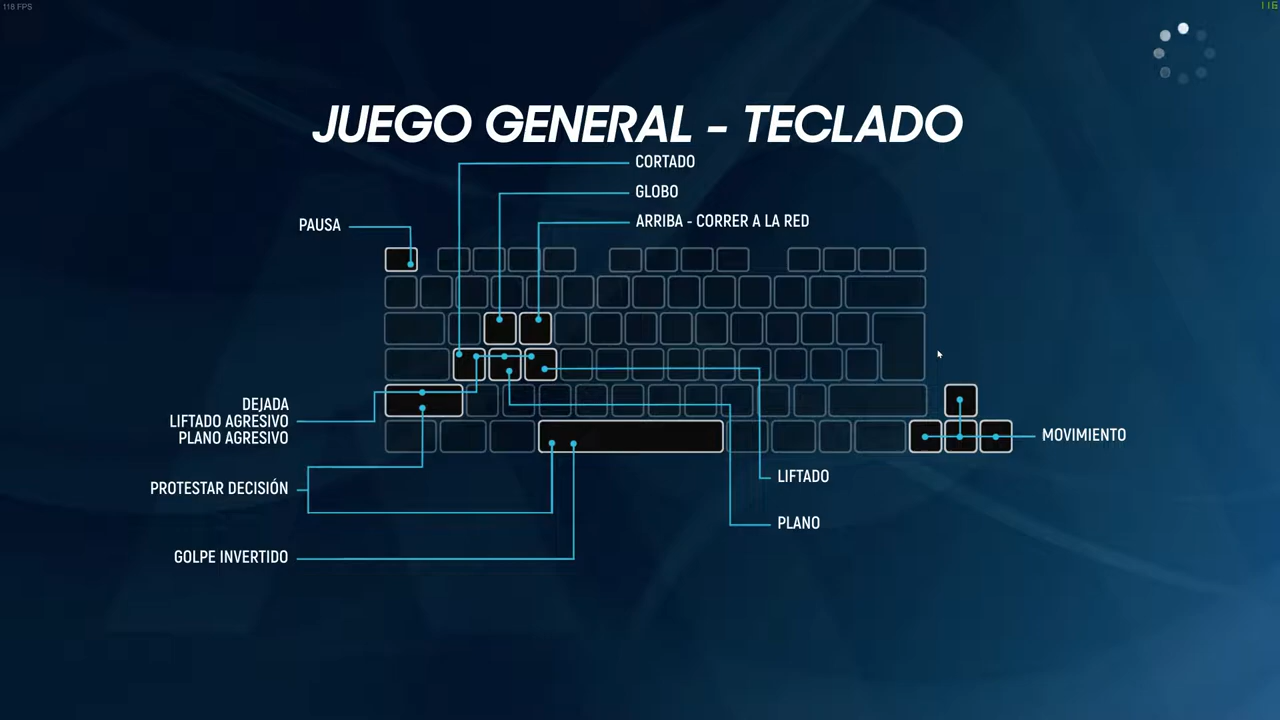 118 FPS
116
JUEGO GENERAL - TECLADO
CORTADO
GLOBO
ARRIBA - CORRER A LA RED
PAUSA
DEJADA
LIFTADO AGRESIVO
PLANO AGRESIVO
MOVIMIENTO
LIFTADO
PROTESTAR DECISIÓN
PLANO
GOLPE INVERTIDO